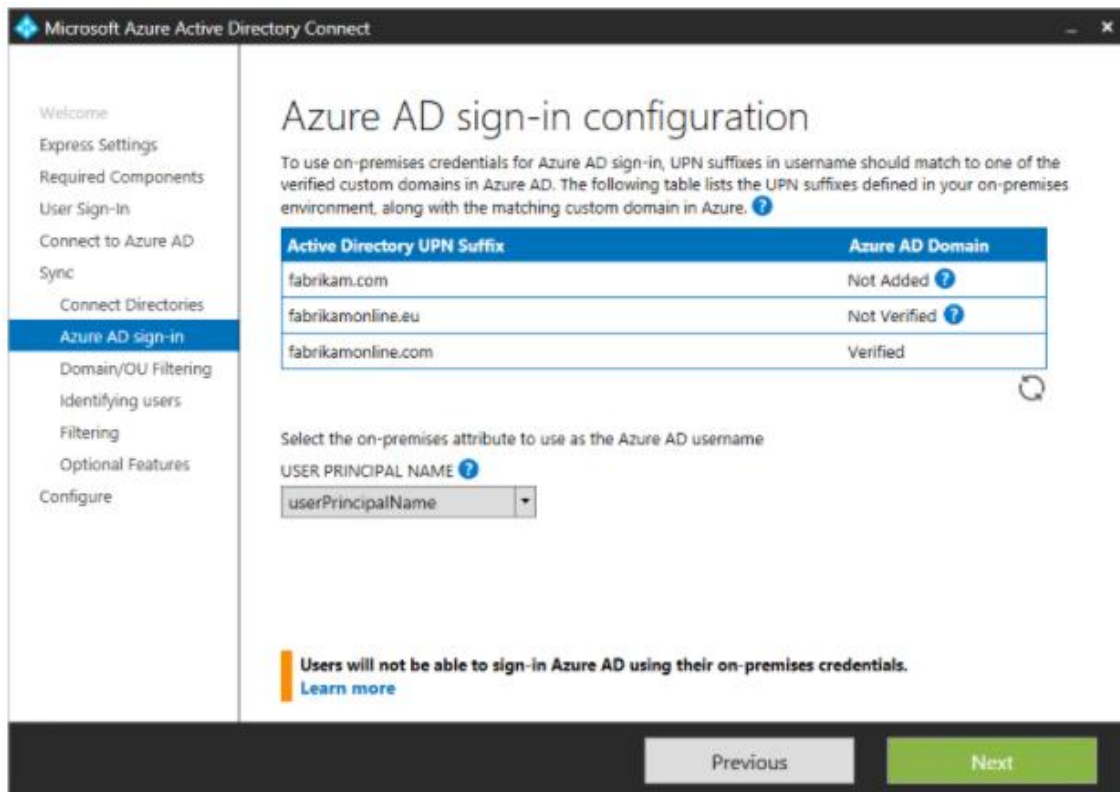 Microsoft Azure Active Directory Connect
Welcome
Express Settings
Required Components
User Sign-In
Connect to Azure AD
Sync
Connect Directories
Azure AD sign-in
Domain/OU Filtering
Identifying users
Filtering
Optional Features
Configure
Azure AD sign-in configuration
To use on-premises credentials for Azure AD sign-in, UPN suffixes in username should match to one of the
verified custom domains in Azure AD. The following table lists the UPN suffixes defined in your on-premises
environment, along with the matching custom domain in Azure. ?
Active Directory UPN Suffix Azure AD Domain
fabrikam.com Not Added ?
fabrikamonline.eu Not Verified ?
fabrikamonline.com Verified
Select the on-premises attribute to use as the Azure AD username
USER PRINCIPAL NAME ?
userPrincipalName
Users will not be able to sign-in Azure AD using their on-premises credentials.
Learn more
Previous Next